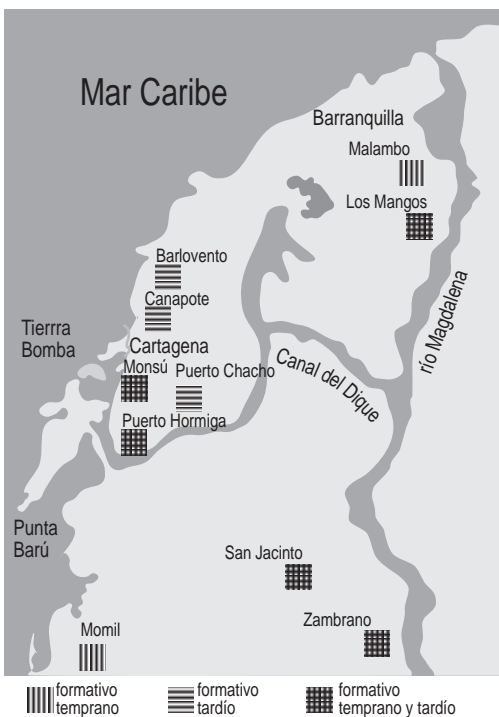 Mar Caribe
Barranquilla
Malambo
Los Mangos
Barlovento
Canapote
Tierrra
Bomba
Cartagena
Monsú
Puerto Chacho
Puerto Hormiga
Canal del Dique
río Magdalena
Punta
Barú
San Jacinto
Zambrano
Momil
formativo
temprano
formativo
tardío
formativo
temprano y tardío